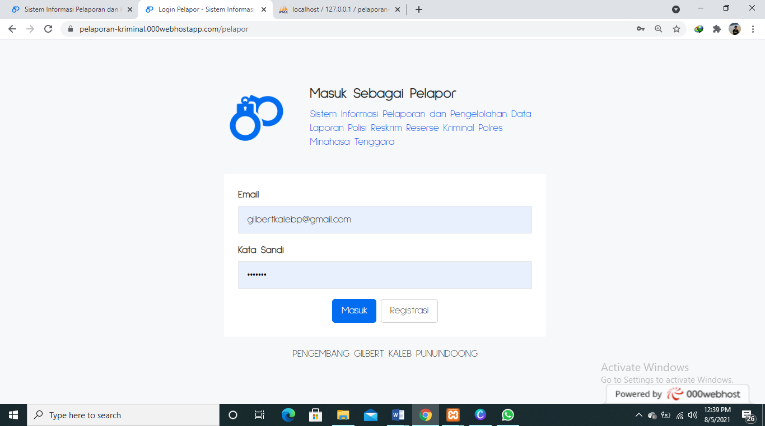 Sistem Informasi Pelaporan dan
Login Pelapor - Sistem Informas
localhost / 127.0.0.1 / pelaporan
pelaporan-kriminal.000webhostapp.com/pelapor
Masuk Sebagai Pelapor
Sistem Informasi Pelaporan dan Pengelolahan Data
Laporan Polisi Reskrim Reserse Kriminal Polres
Minahasa Tenggara
Email
gilbertkalebp@gmail.com
Kata Sandi
Masuk
Registrasi
PENGEMBANG GILBERT KALEB PUNUNDOONG
Activate Windows
Go to Settings to activate Windows.
Powered by 000webhost
Type here to search
12:39 PM
8/5/2021
26